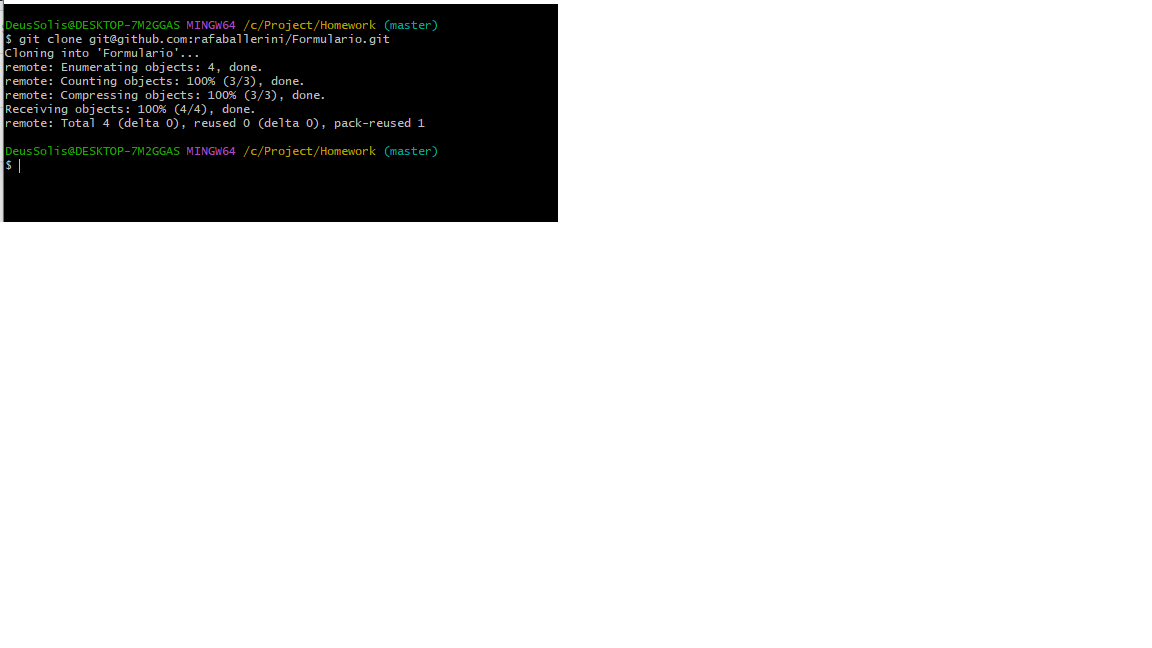 DeusSolis@DESKTOP-7M2GGAS MINGW64 /c/Project/Homework (master)
$ git clone git@github.com:rafaballerini/Formulario.git
Cloning into 'Formulario'...
remote: Enumerating objects: 4, done.
remote: Counting objects: 100% (3/3), done.
remote: Compressing objects: 100% (3/3), done.
Receiving objects: 100% (4/4), done.
remote: Total 4 (delta 0), reused 0 (delta 0), pack-reused 1
DeusSolis@DESKTOP-7M2GGAS MINGW64 /c/Project/Homework (master)
$